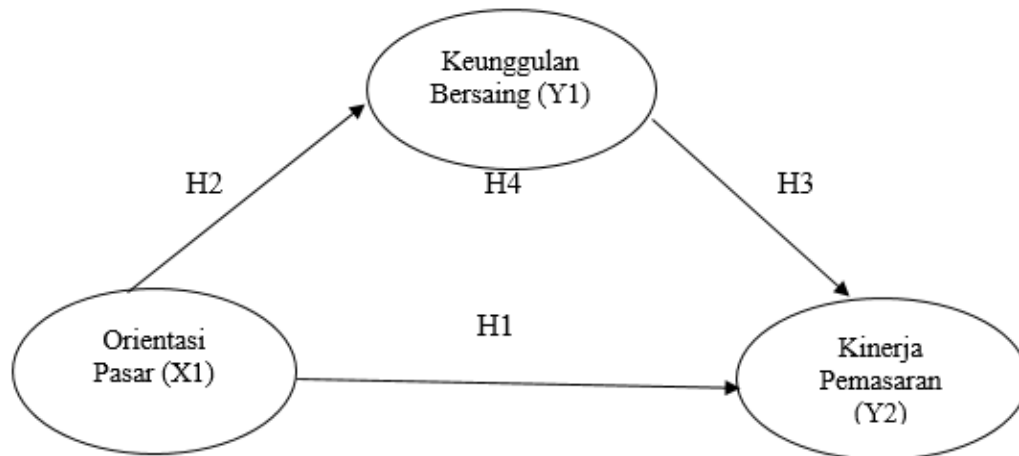 Keunggulan
Bersaing (Y1)
H2
H4
H3
Orientasi
Pasar (X1)
H1
Kinerja
Pemasaran
(Y2)